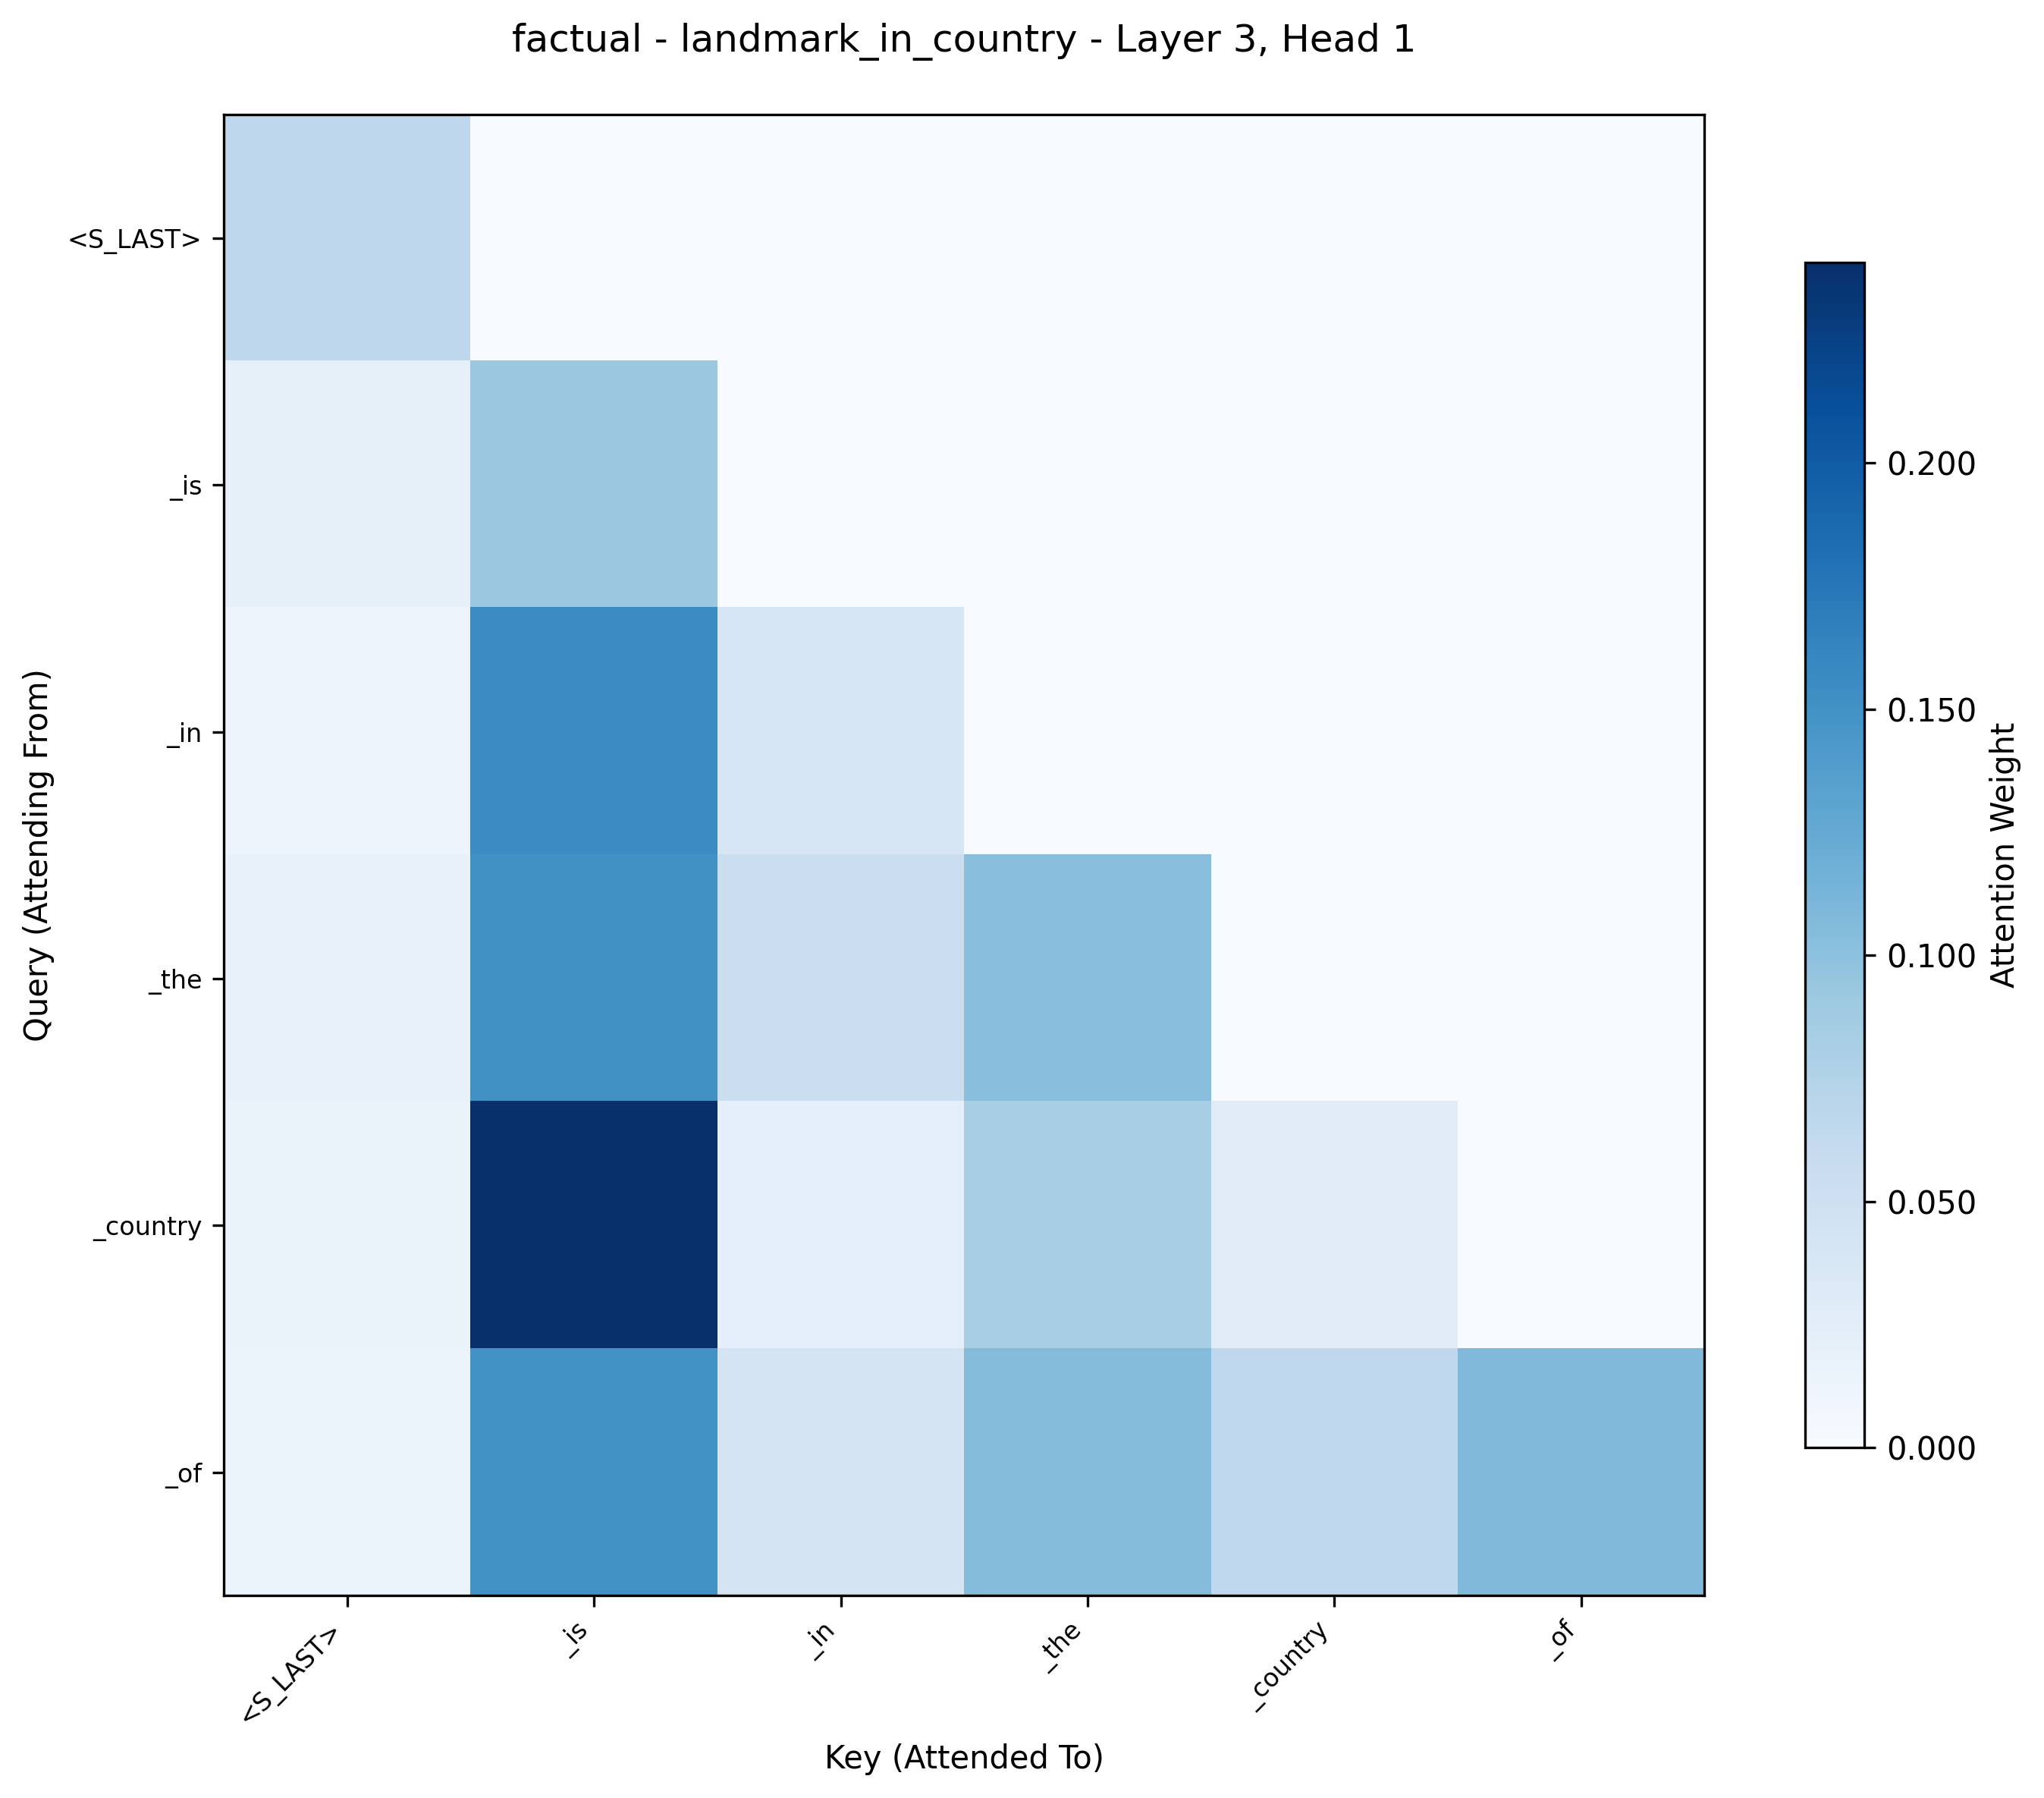 factual - landmark_in_country - Layer 3, Head 1
Query (Attending From)
<S_LAST>
_is
_in
_the
_country
_of
<S_LAST>
_is
_in
_the
_country
_of
Key (Attended To)
0.200
0.150
0.100
0.050
0.000
Attention Weight